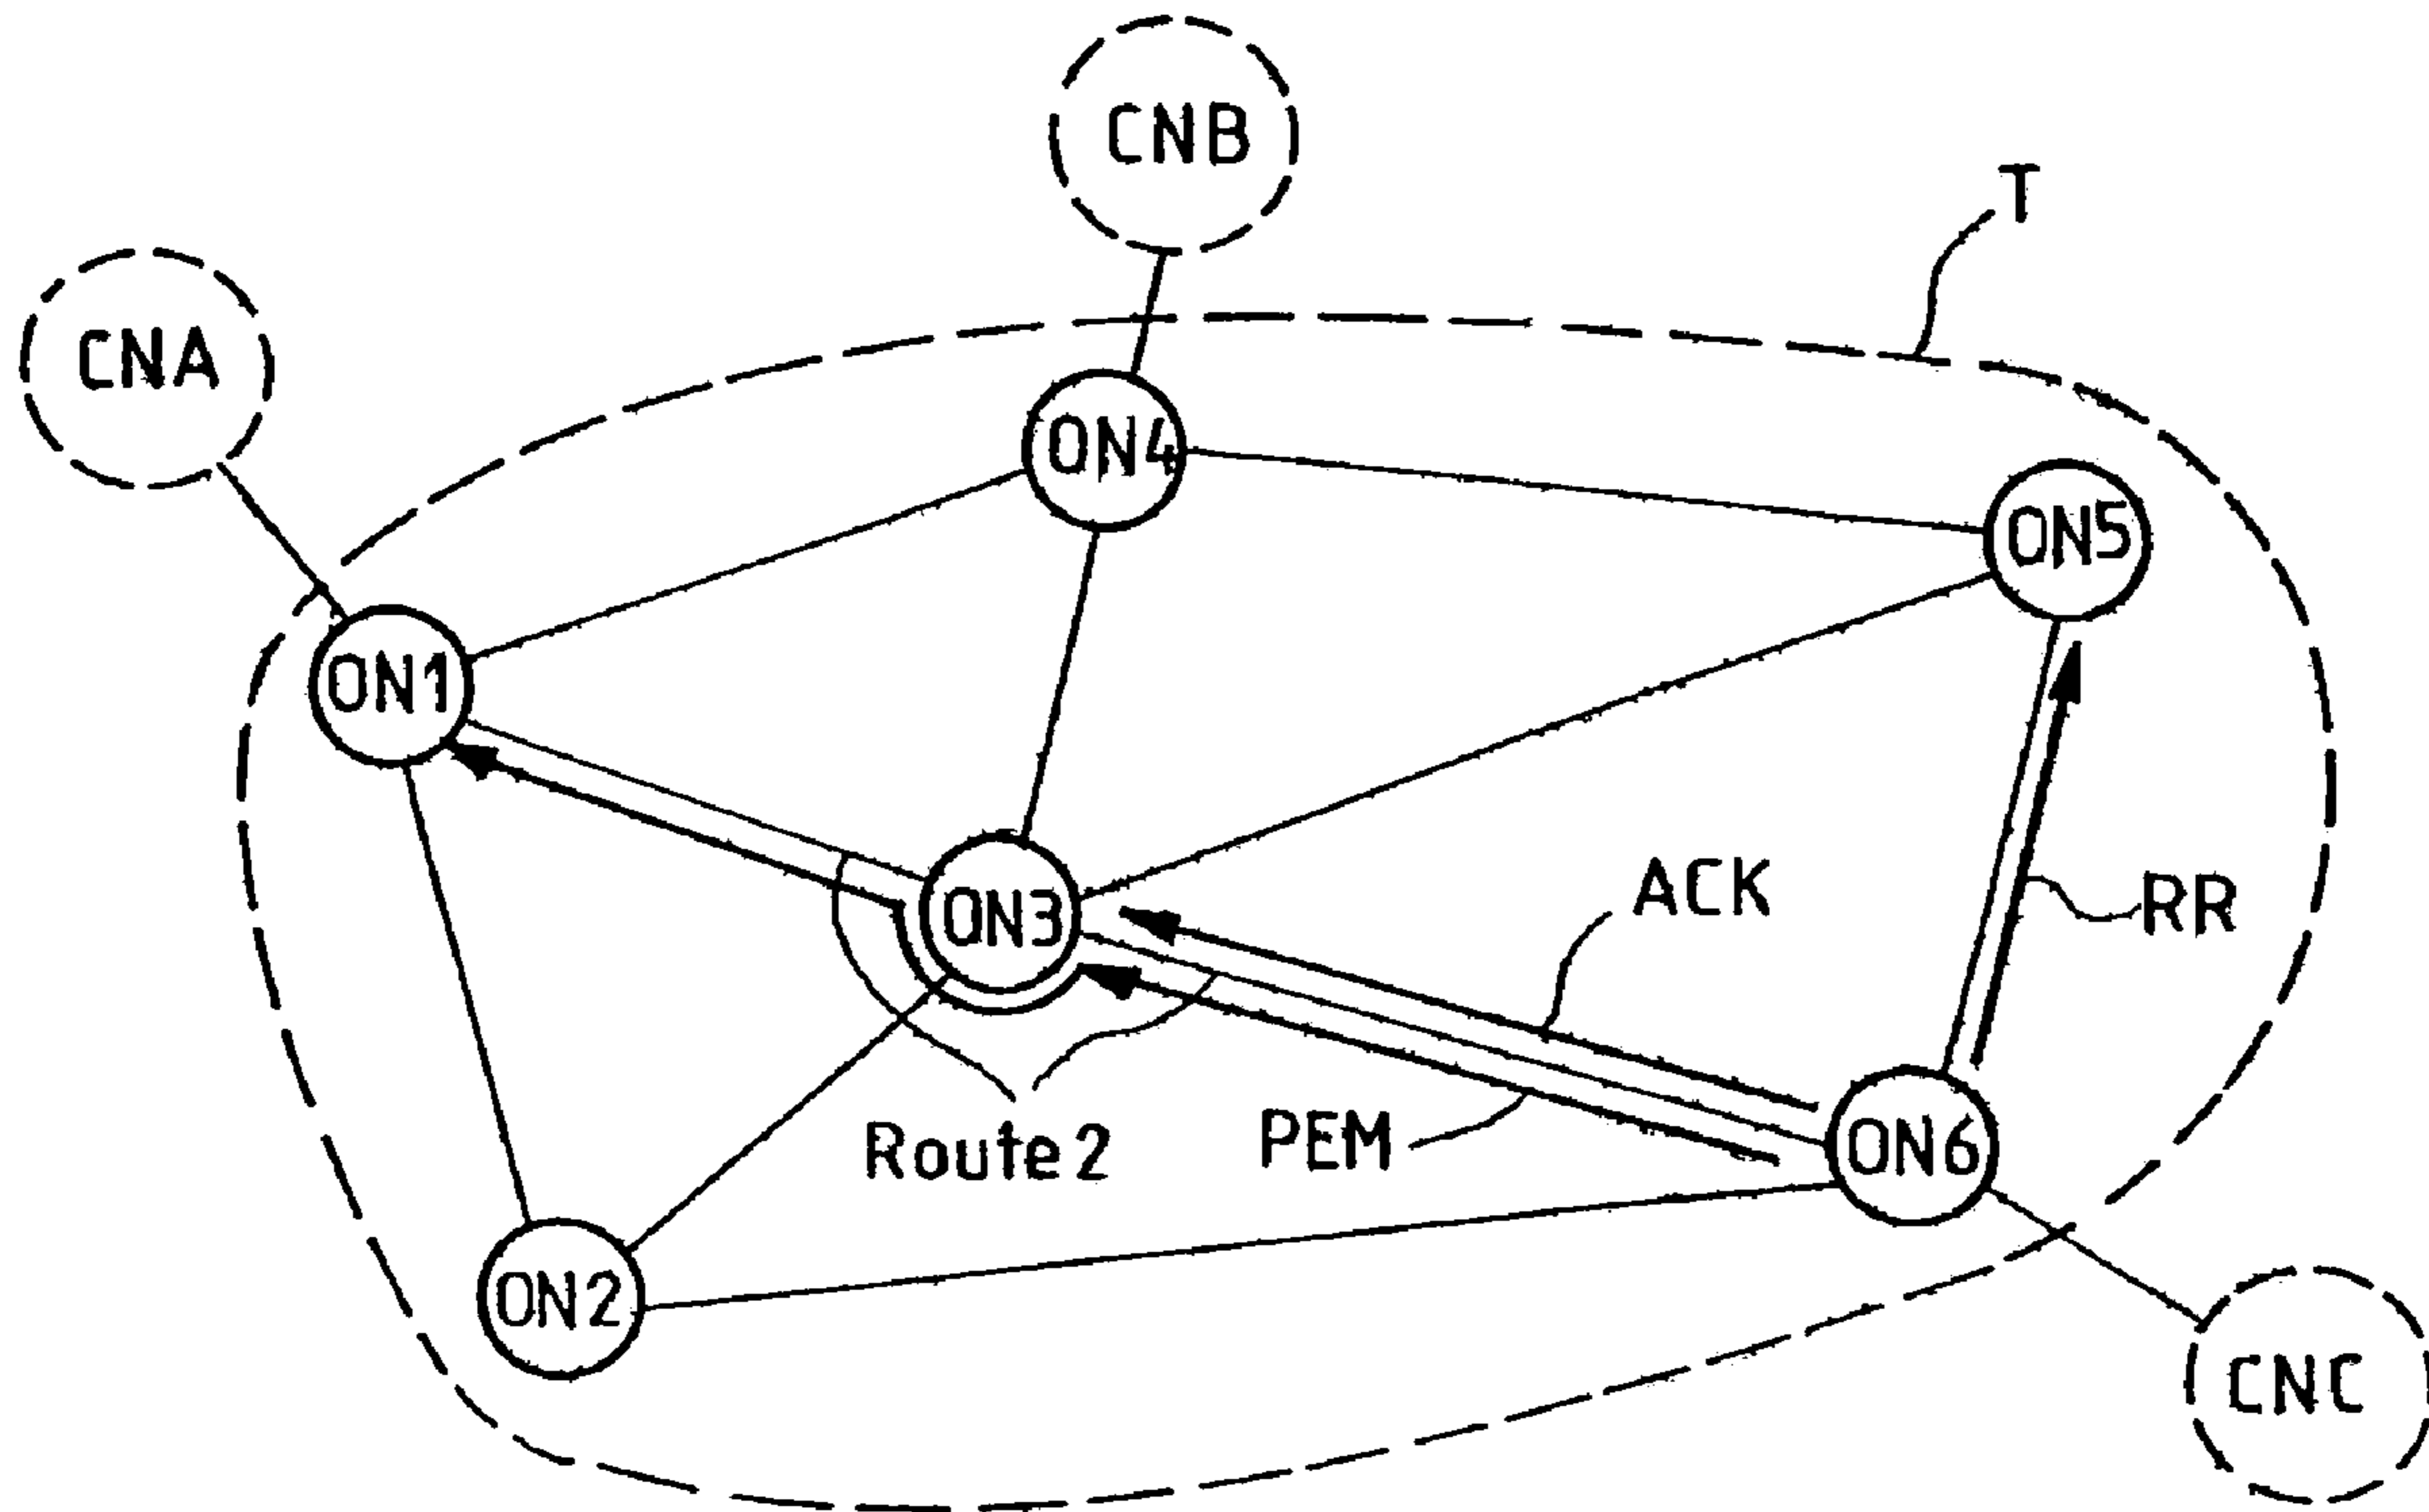 CNB
T
CNA
ON4
ON5
ON1
ACK
RR
ON3
PEM
Route 2
ON6
ON2
CNC